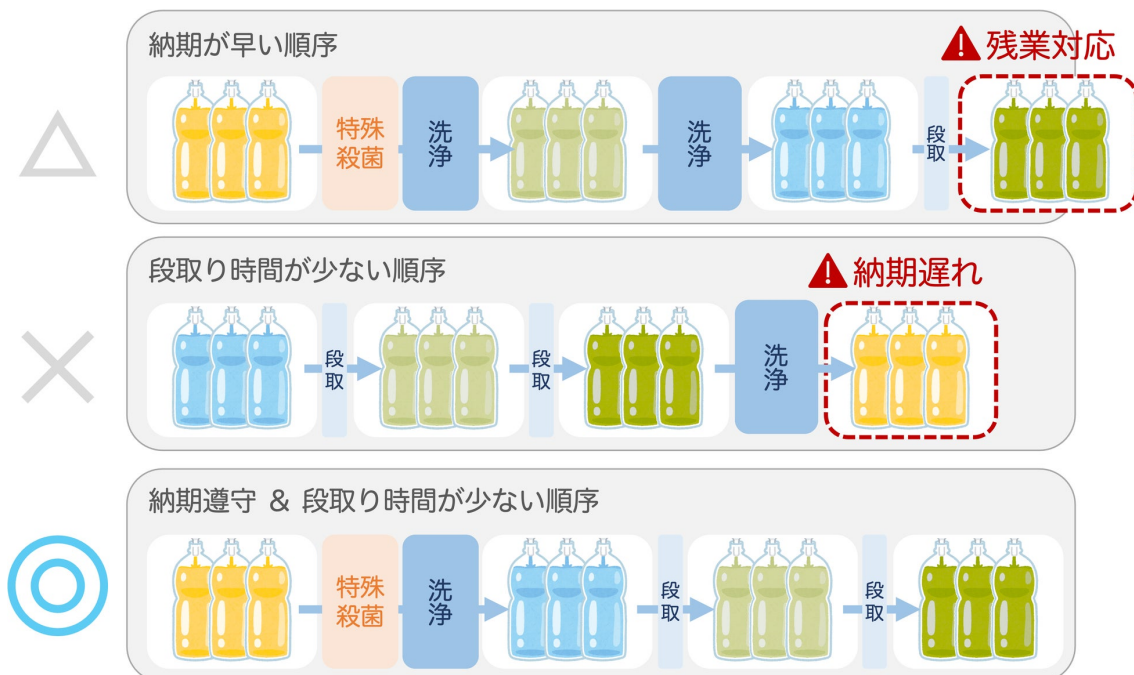 納期が早い順序
残業対応
特殊
殺菌
洗
浄
洗
浄
段
取
段取り時間が少ない順序
納期遅れ
段
取
段
取
洗
浄
納期遵守 & 段取り時間が少ない順序
特殊
殺菌
洗
浄
段
取
段
取